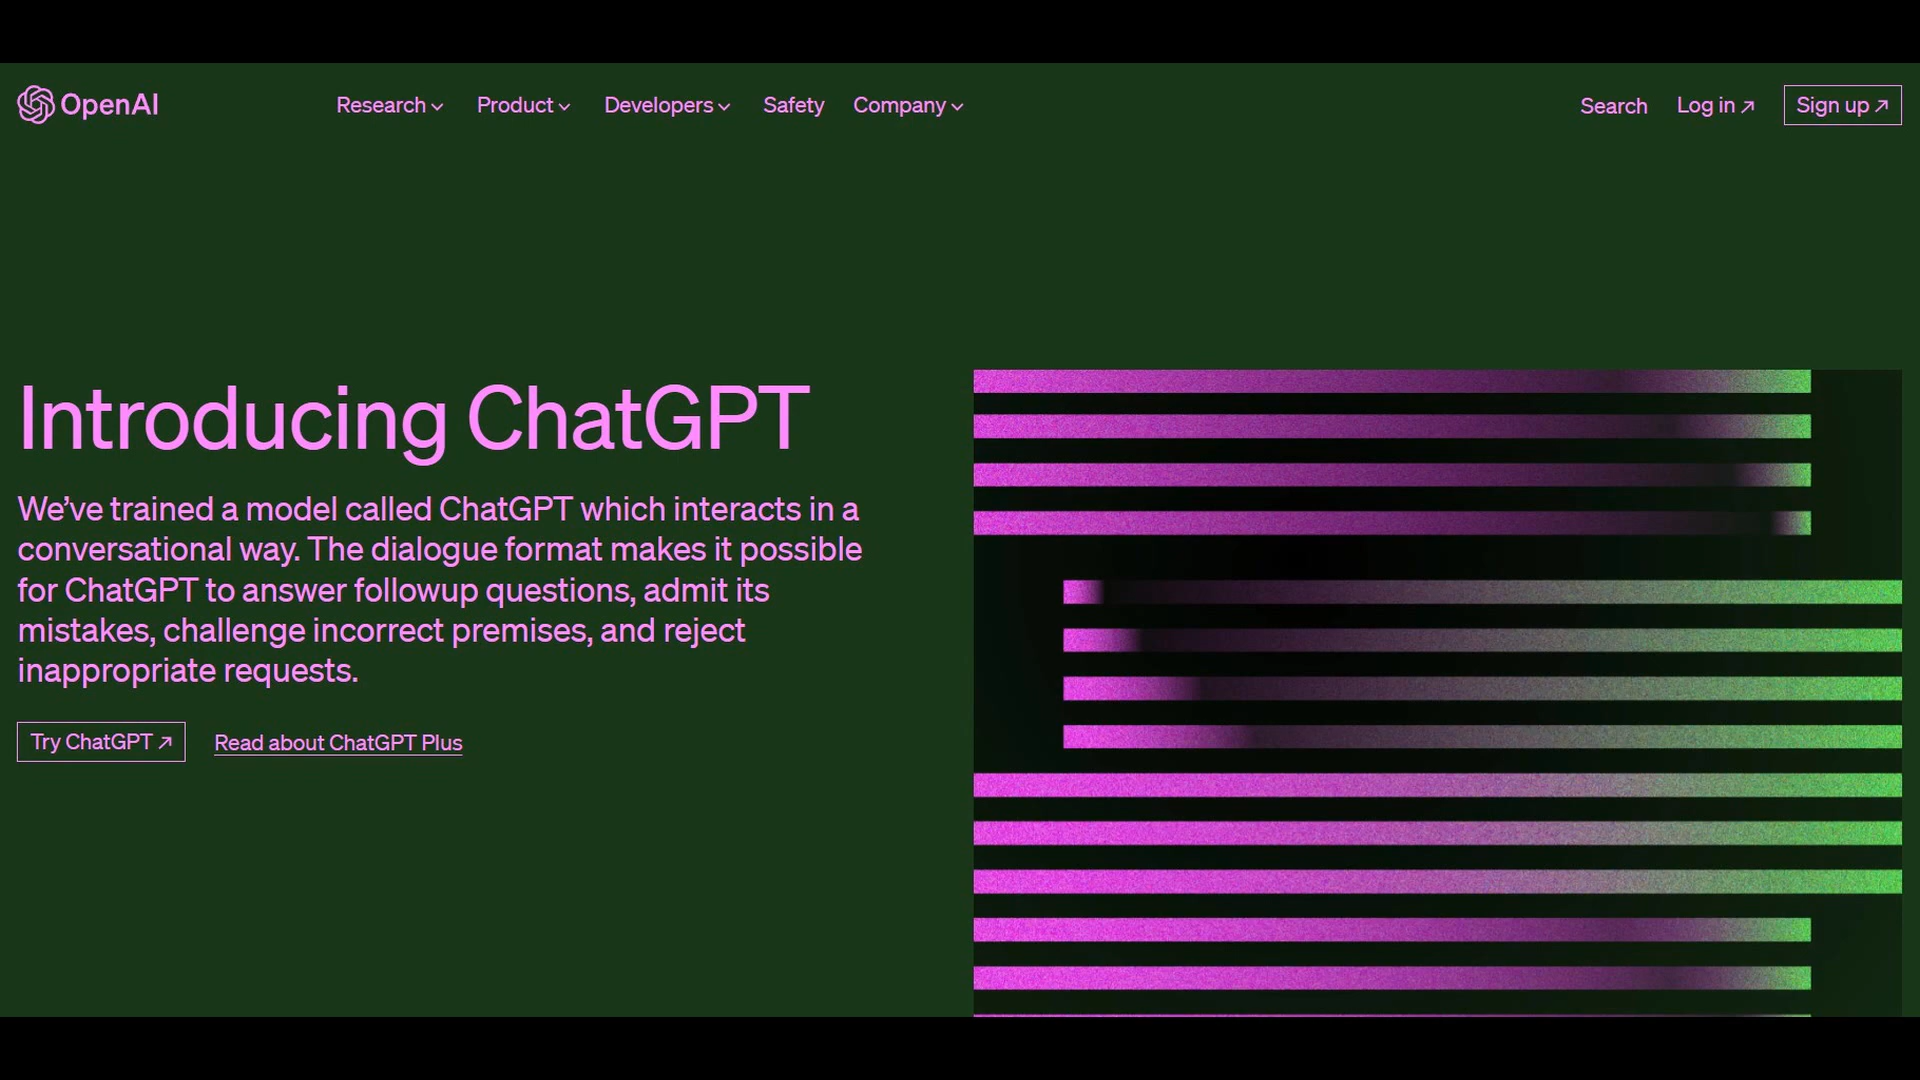 OpenAI
Research
Product
Developers
Safety
Company
Search
Log in ↗
Sign up ↗
Introducing ChatGPT
We’ve trained a model called ChatGPT which interacts in a
conversational way. The dialogue format makes it possible
for ChatGPT to answer followup questions, admit its
mistakes, challenge incorrect premises, and reject
inappropriate requests.
Try ChatGPT ↗
Read about ChatGPT Plus